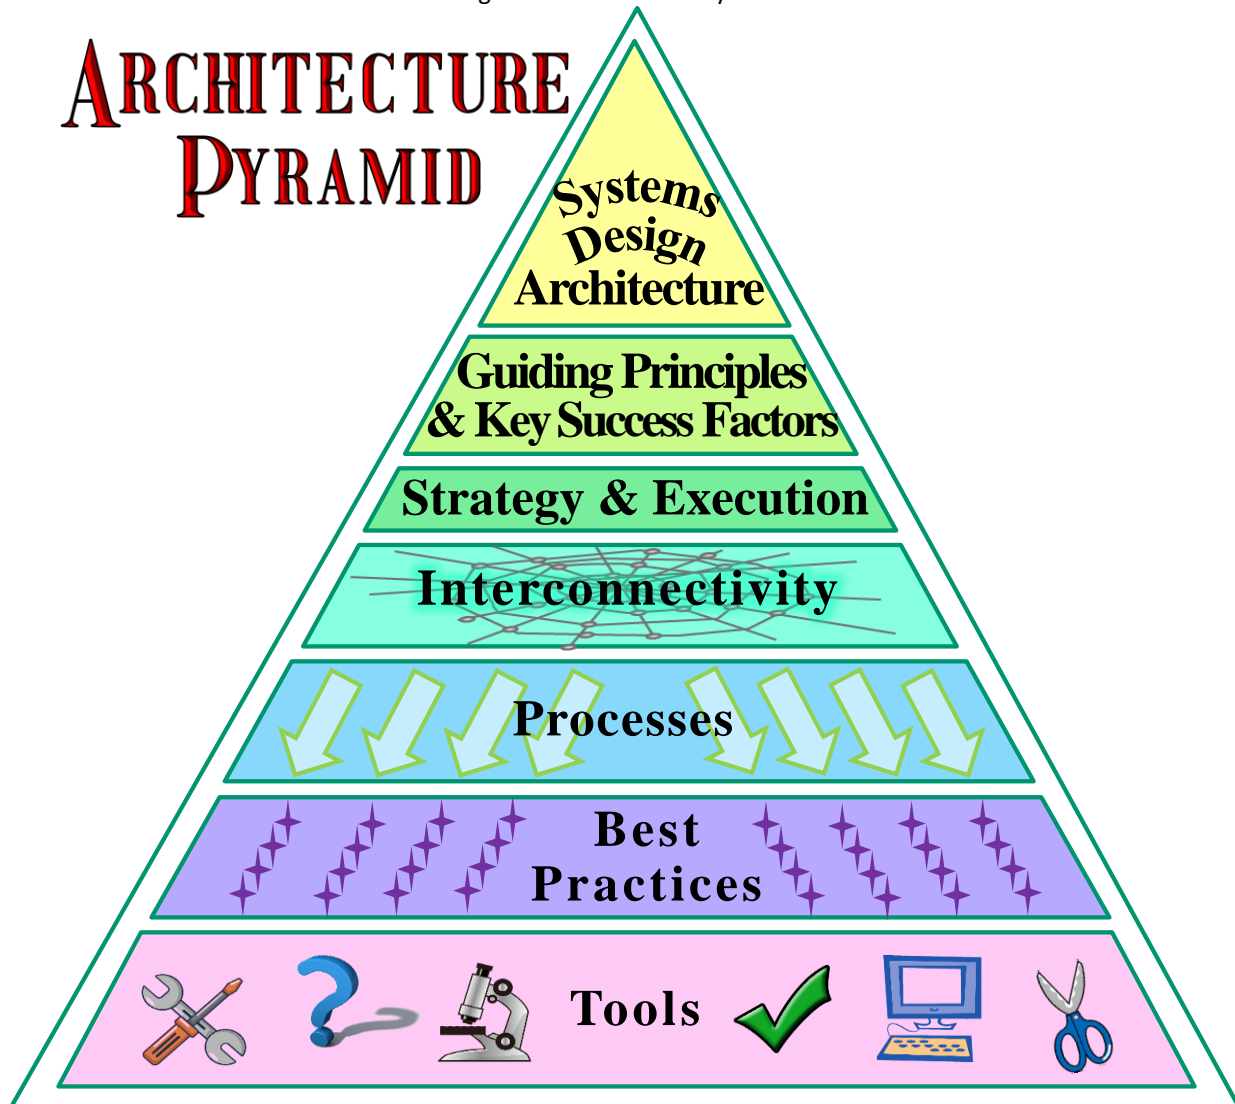 Architecture
Pyramid
Systems
Design
Architecture
Guiding Principles
& Key Success Factors
Strategy & Execution
Interconnectivity
Processes
Best
Practices
Tools